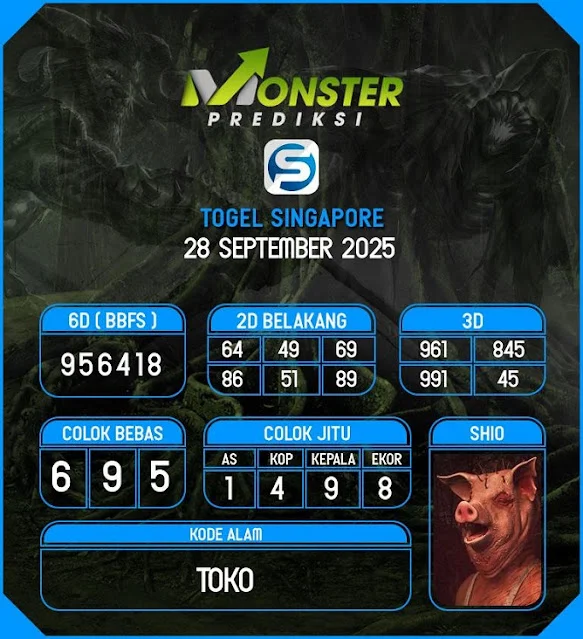 MONSTER
PREDIKSI
S
TOGEL SINGAPORE
28 SEPTEMBER 2025
6D ( BBFS )
956418
2D BELAKANG
64 49 69
86 51 89
3D
961 845
991 45
COLOK BEBAS
6 9 5
COLOK JITU
AS KOP KEPALA EKOR
1 4 9 8
SHIO
KODE ALAM
TOKO